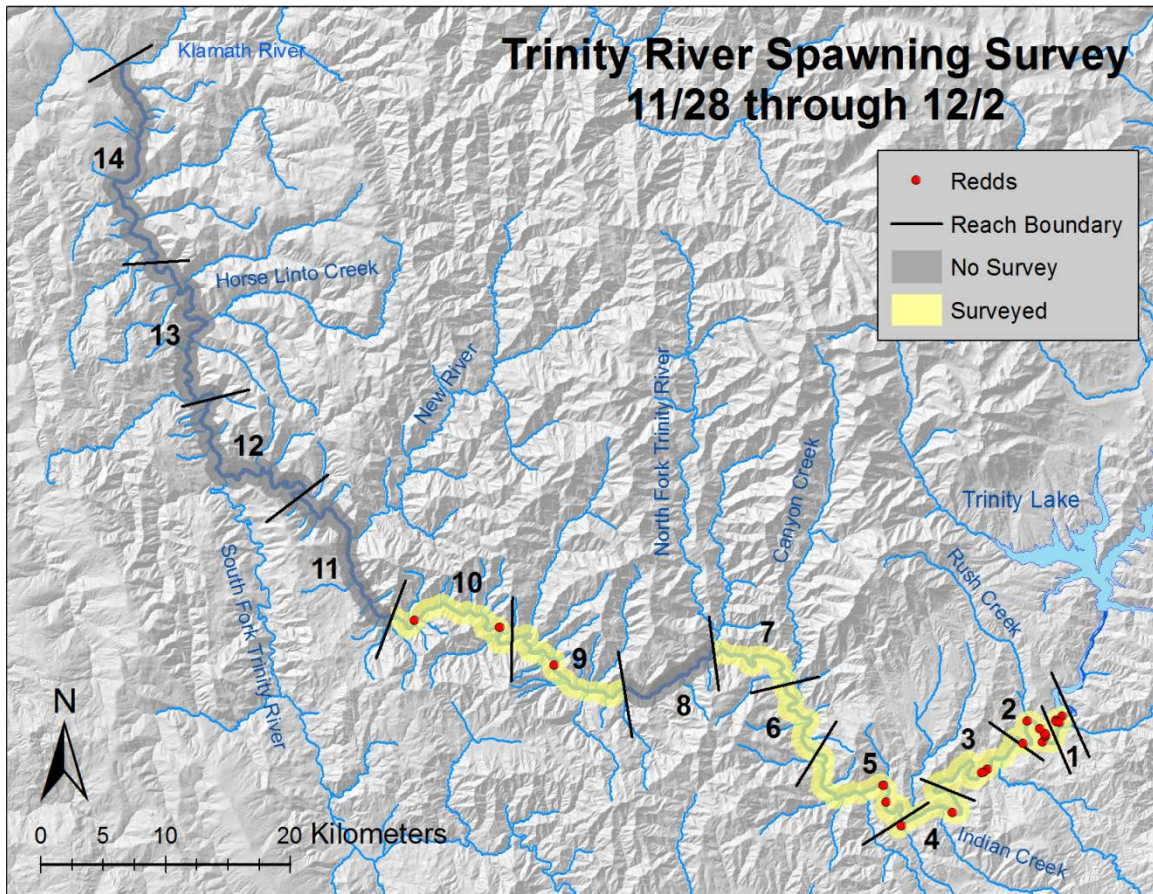 Trinity River Spawning Survey
11/28 through 12/2
Klamath River
Redds
Reach Boundary
No Survey
Surveyed
14
Horse Linto Creek
13
12
New River
North Fork Trinity River
Canyon Creek
Trinity Lake
Rush Creek
South Fork Trinity River
11
10
9
8
7
6
5
4
3
2
1
Indian Creek
N
0 5 10 20 Kilometers